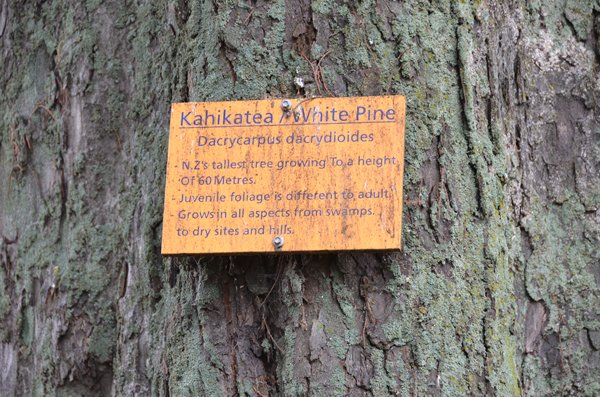 Kahikatea / White Pine
Dacrycarpus dacrydioides
- N.Z's tallest tree growing To a height
Of 60 Metres.
- Juvenile foliage is different to adult.
Grows in all aspects from swamps.
to dry sites and hills.